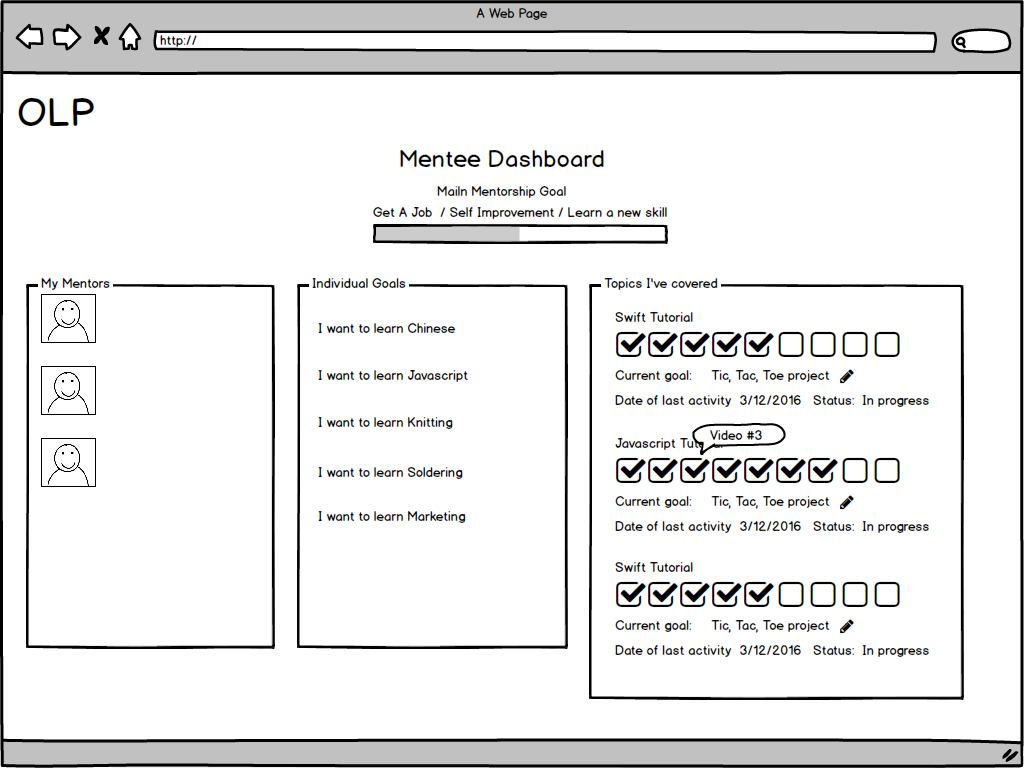 A Web Page
http://
OLP
Mentee Dashboard
Mailn Mentorship Goal
Get A Job / Self Improvement / Learn a new skill
My Mentors
Individual Goals
I want to learn Chinese
I want to learn Javascript
I want to learn Knitting
I want to learn Soldering
I want to learn Marketing
Topics I've covered
Swift Tutorial
Current goal: Tic, Tac, Toe project
Date of last activity 3/12/2016 Status: In progress
Video #3
Javascript Tutorial
Current goal: Tic, Tac, Toe project
Date of last activity 3/12/2016 Status: In progress
Swift Tutorial
Current goal: Tic, Tac, Toe project
Date of last activity 3/12/2016 Status: In progress